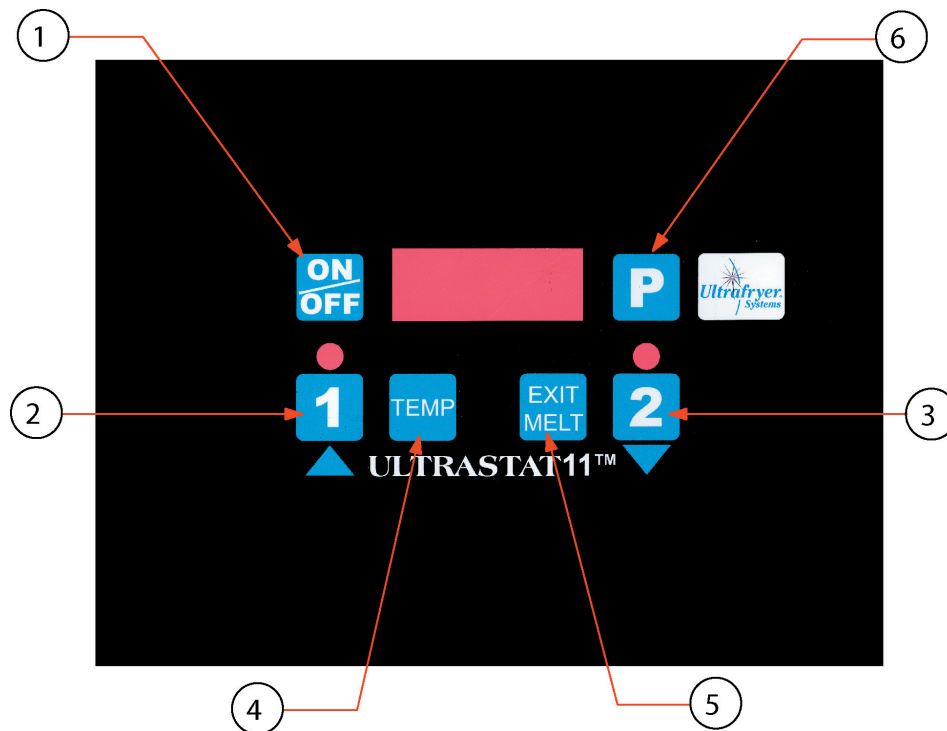 1
6
ON
OFF
P
Ultrafryer
Systems
2
1
TEMP
EXIT
MELT
2
3
ULTRASTAT11™
4
5